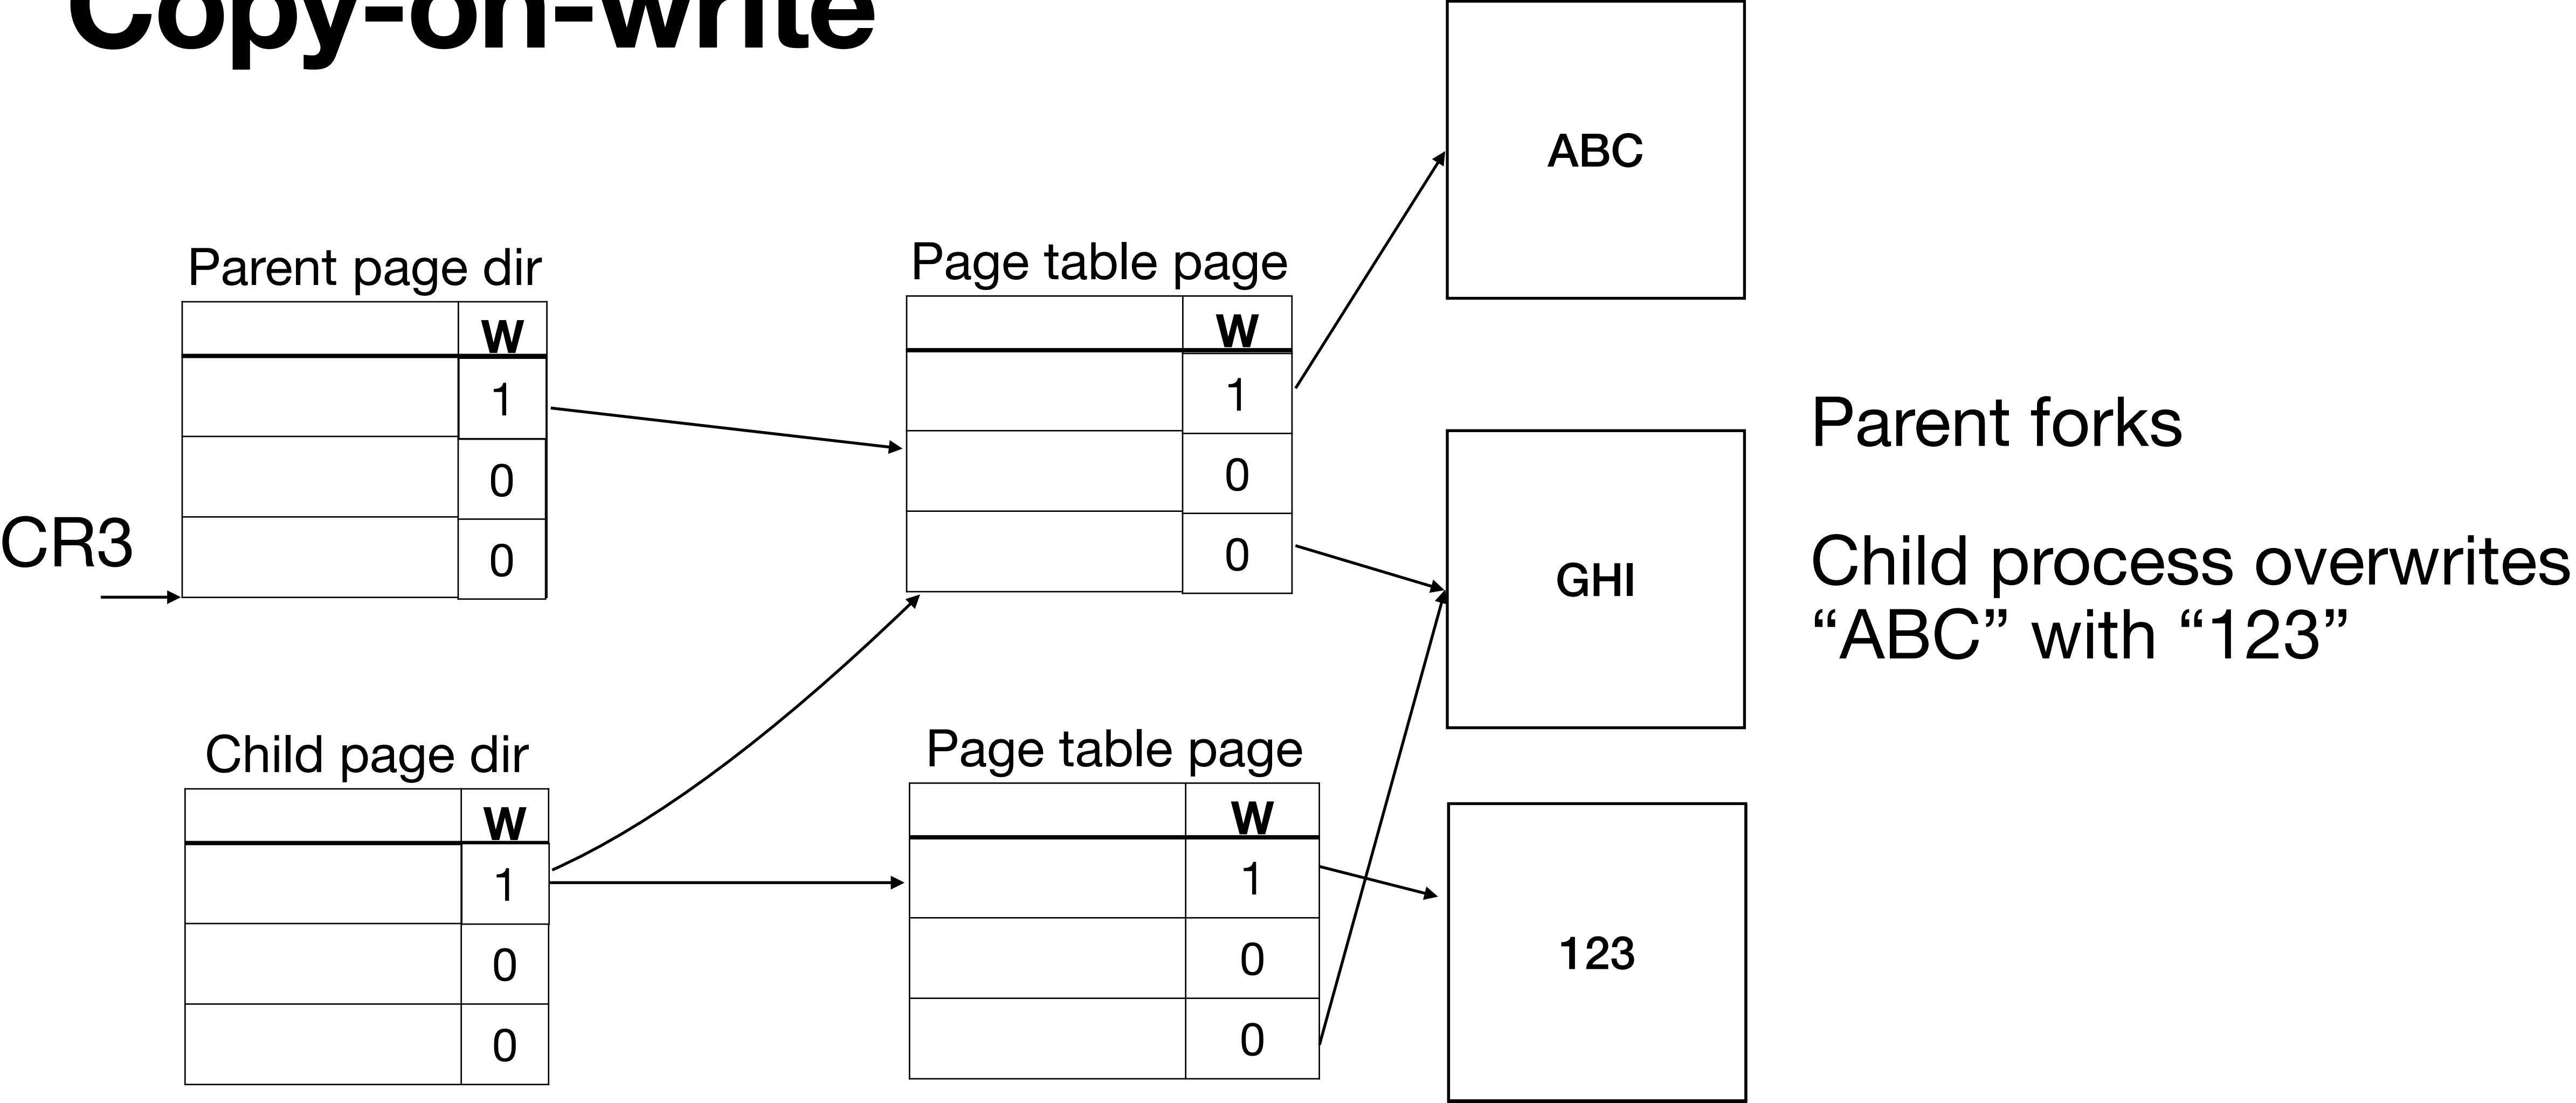 Copy-on-write
ABC
Parent page dir
W
1
0
0
CR3
Page table page
W
1
0
0
GHI
Parent forks
Child process overwrites
“ABC” with “123”
Child page dir
W
1
0
0
Page table page
W
1
0
0
123